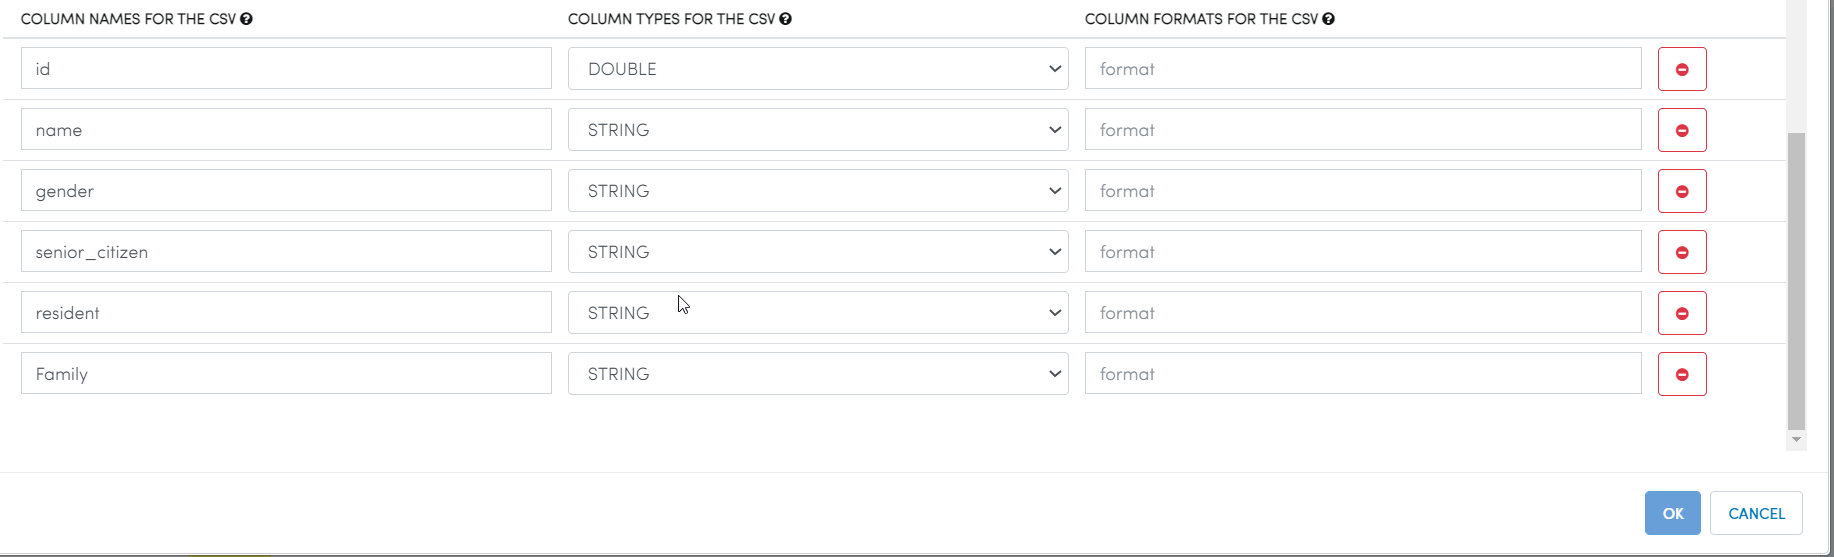 COLUMN NAMES FOR THE CSV ? COLUMN TYPES FOR THE CSV ? COLUMN FORMATS FOR THE CSV ?
id DOUBLE format
name STRING format
gender STRING format
senior_citizen STRING format
resident STRING format
Family STRING format
OK CANCEL